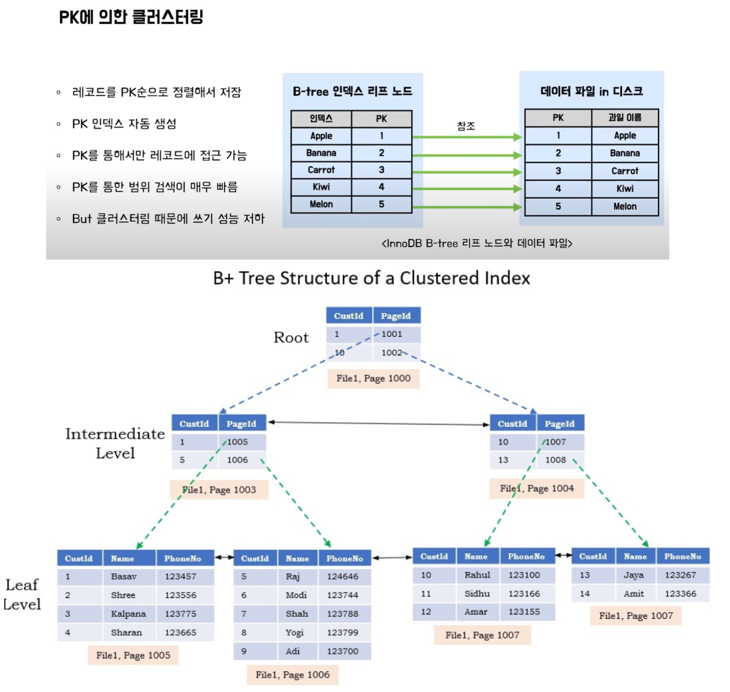 PK에 의한 클러스터링
◦ 레코드를 PK순으로 정렬해서 저장
◦ PK 인덱스 자동 생성
◦ PK를 통해서만 레코드에 접근 가능
◦ PK를 통한 범위 검색이 매우 빠름
◦ But 클러스터링 때문에 쓰기 성능 저하
B-tree 인덱스 리프 노드
인덱스 PK
Apple 1
Banana 2
Carrot 3
Kiwi 4
Melon 5
참조
데이터 파일 in 디스크
PK 과일 이름
1 Apple
2 Banana
3 Carrot
4 Kiwi
5 Melon
<InnoDB B-tree 리프 노드와 데이터 파일>
B+ Tree Structure of a Clustered Index
Root
CustId PageId
1 1001
10 1002
File1, Page 1000
Intermediate
Level
CustId PageId
1 1005
5 1006
File1, Page 1003
CustId PageId
10 1007
13 1008
File1, Page 1004
Leaf
Level
CustId Name PhoneNo
1 Basav 123457
2 Shree 123556
3 Kalpana 123775
4 Sharan 123665
File1, Page 1005
CustId Name PhoneNo
5 Raj 124646
6 Modi 123744
7 Shah 123788
8 Yogi 123799
9 Adi 123700
File1, Page 1006
CustId Name PhoneNo
10 Rahul 123100
11 Sidhu 123166
12 Amar 123155
File1, Page 1007
CustId Name PhoneNo
13 Jaya 123267
14 Amit 123366
File1, Page 1007